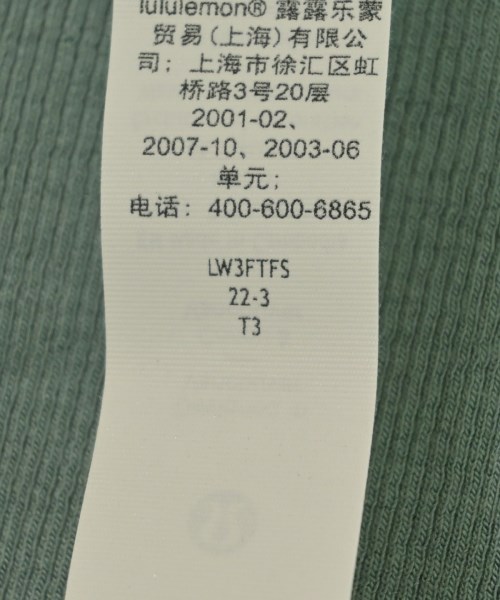 lululemon® 露露乐蒙
贸易(上海)有限公
司；上海市徐汇区虹
桥路3号20层
2001-02、
2007-10、2003-06
单元；
电话：400-600-6865
LW3FTFS
22-3
T3